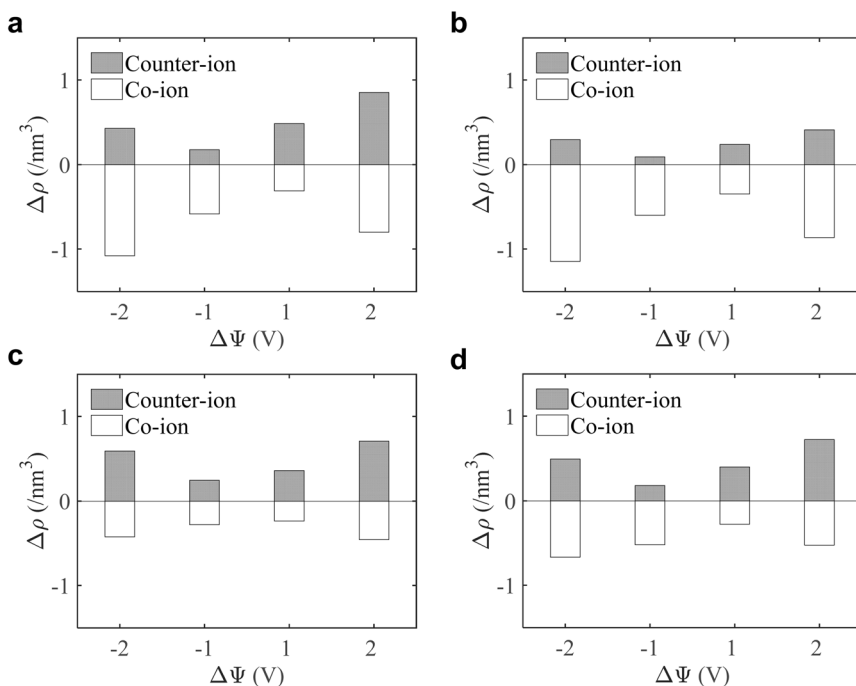 a
Counter-ion
Co-ion
Δρ (/nm³)
1
0
-1
-2 -1 1 2
ΔΨ (V)
b
Counter-ion
Co-ion
Δρ (/nm³)
1
0
-1
-2 -1 1 2
ΔΨ (V)
c
Counter-ion
Co-ion
Δρ (/nm³)
1
0
-1
-2 -1 1 2
ΔΨ (V)
d
Counter-ion
Co-ion
Δρ (/nm³)
1
0
-1
-2 -1 1 2
ΔΨ (V)